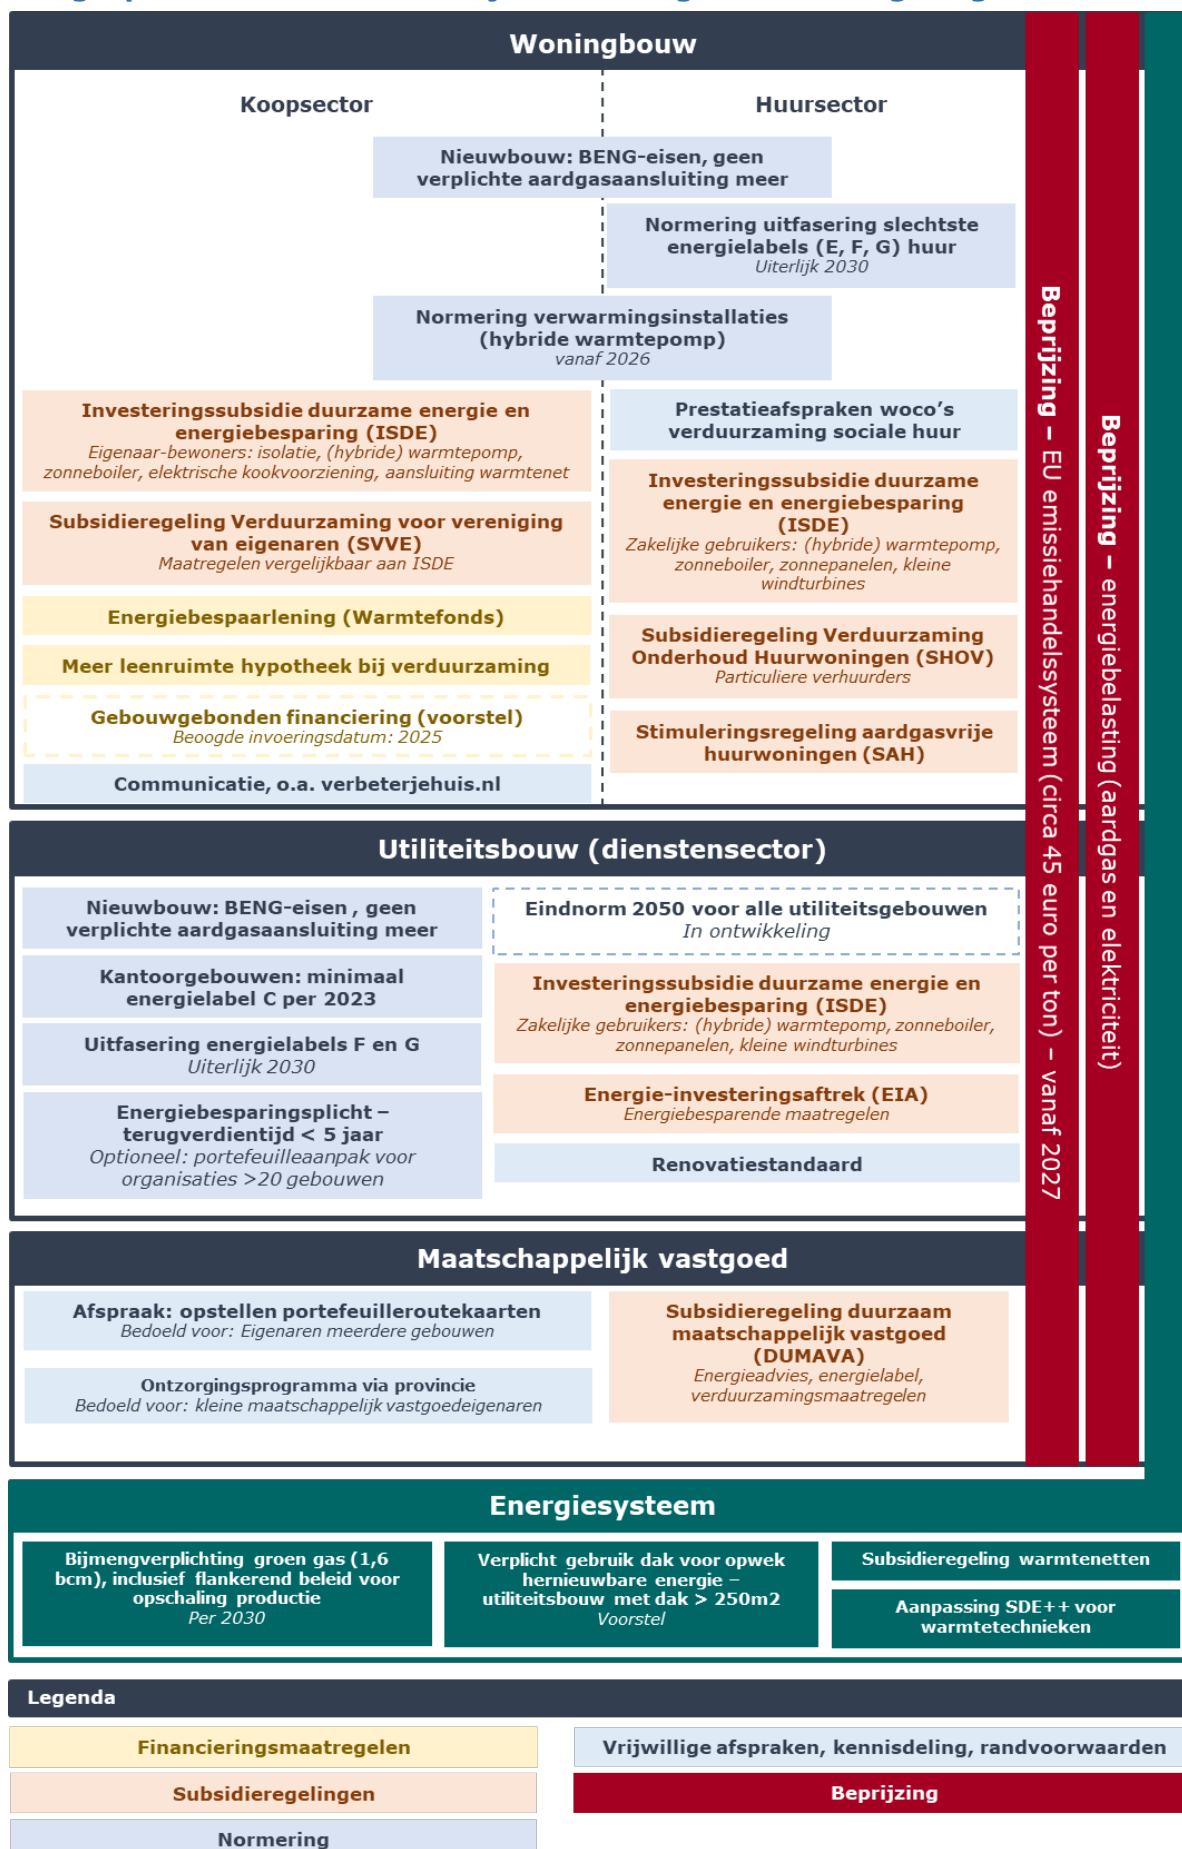 Woningbouw
Koopsector
Huursector
Nieuwbouw: BENG-eisen, geen
verplichte aardgasaansluiting meer
Normering uitfasering slechtste
energielabels (E, F, G) huur
Uiterlijk 2030
Normering verwarmingsinstallaties
(hybride warmtepomp)
vanaf 2026
Investeringssubsidie duurzame energie en
energiebesparing (ISDE)
Eigenaar-bewoners: isolatie, (hybride) warmtepomp,
zonneboiler, elektrische kookvoorziening, aansluiting warmtenet
Subsidieregeling Verduurzaming voor vereniging
van eigenaren (SVVE)
Maatregelen vergelijkbaar aan ISDE
Energiebespaarlening (Warmtefonds)
Meer leenruimte hypotheek bij verduurzaming
Gebouwgebonden financiering (voorstel)
Beoogde invoeringsdatum: 2025
Communicatie, o.a. verbeterjehuis.nl
Prestatieafspraken woco's
verduurzaming sociale huur
Investeringssubsidie duurzame
energie en energiebesparing
(ISDE)
Zakelijke gebruikers: (hybride) warmtepomp,
zonneboiler, zonnepanelen, kleine
windturbines
Subsidieregeling Verduurzaming
Onderhoud Huurwoningen (SHOV)
Particuliere verhuurders
Stimuleringsregeling aardgasvrije
huurwoningen (SAH)
Beprijzing – EU emissiehandelssysteem (circa 45 euro per ton) – vanaf 2027
Beprijzing – energiebelasting (aardgas en elektriciteit)
Utiliteitsbouw (dienstensector)
Nieuwbouw: BENG-eisen , geen
verplichte aardgasaansluiting meer
Kantoorgebouwen: minimaal
energielabel C per 2023
Uitfasering energielabels F en G
Uiterlijk 2030
Energiebesparingsplicht –
terugverdientijd < 5 jaar
Optioneel: portefeuilleaanpak voor
organisaties >20 gebouwen
Eindnorm 2050 voor alle utiliteitsgebouwen
In ontwikkeling
Investeringssubsidie duurzame energie en
energiebesparing (ISDE)
Zakelijke gebruikers: (hybride) warmtepomp, zonneboiler,
zonnepanelen, kleine windturbines
Energie-investeringsaftrek (EIA)
Energiebesparende maatregelen
Renovatiestandaard
Maatschappelijk vastgoed
Afspraak: opstellen portefeuilleroutekaarten
Bedoeld voor: Eigenaren meerdere gebouwen
Ontzorgingsprogramma via provincie
Bedoeld voor: kleine maatschappelijk vastgoedeigenaren
Subsidieregeling duurzaam
maatschappelijk vastgoed
(DUMAVA)
Energieadvies, energielabel,
verduurzamingsmaatregelen
Energiesysteem
Bijmengverplichting groen gas (1,6
bcm), inclusief flankerend beleid voor
opschaling productie
Per 2030
Verplicht gebruik dak voor opwek
hernieuwbare energie –
utiliteitsbouw met dak > 250m2
Voorstel
Subsidieregeling warmtenetten
Aanpassing SDE++ voor
warmtetechnieken
Legenda
Financieringsmaatregelen
Vrijwillige afspraken, kennisdeling, randvoorwaarden
Subsidieregelingen
Beprijzing
Normering